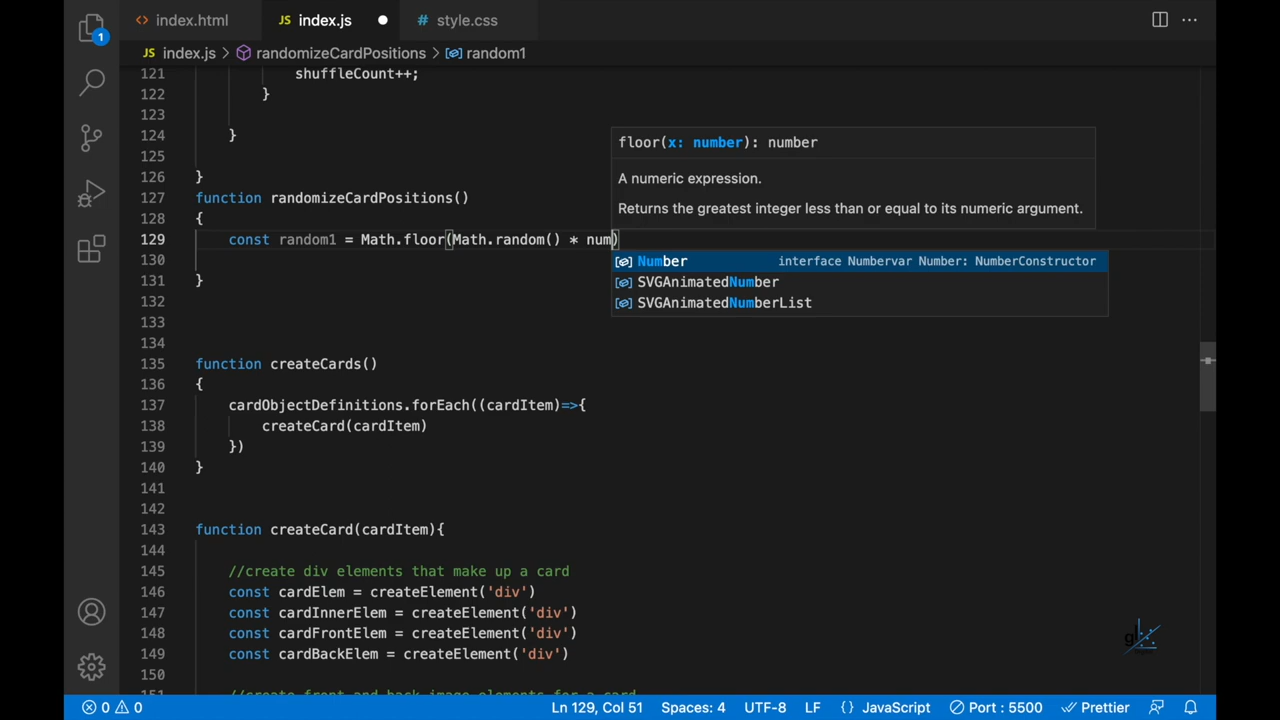 index.html
JS index.js
# style.css
JS index.js > randomizeCardPositions > random1
1
121 shuffleCount++;
122 }
123
124 }
125
126 }
127 function randomizeCardPositions()
128 {
129 const random1 = Math.floor(Math.random() * num)
130
131 }
132
133
134
135 function createCards()
136 {
137 cardObjectDefinitions.forEach((cardItem)=>{
138 createCard(cardItem)
139 })
140 }
141
142
143 function createCard(cardItem){
144
145 //create div elements that make up a card
146 const cardElem = createElement('div')
147 const cardInnerElem = createElement('div')
148 const cardFrontElem = createElement('div')
149 const cardBackElem = createElement('div')
150
151 //create front and back image elements for a card
floor(x: number): number
A numeric expression.
Returns the greatest integer less than or equal to its numeric argument.
Number interface Numbervar Number: NumberConstructor
SVGAnimatedNumber
SVGAnimatedNumberList
0 0 Ln 129, Col 51 Spaces: 4 UTF-8 LF {} JavaScript Port : 5500 Prettier